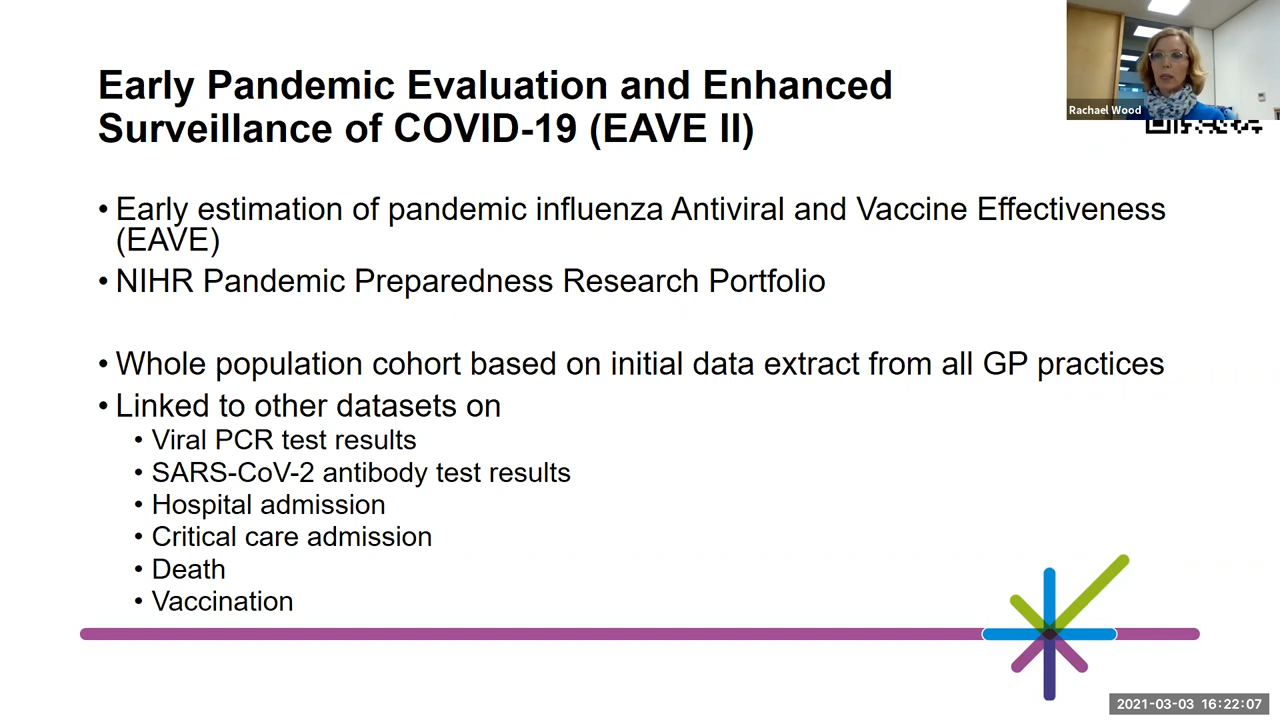 Early Pandemic Evaluation and Enhanced
Surveillance of COVID-19 (EAVE II)
Rachael Wood
• Early estimation of pandemic influenza Antiviral and Vaccine Effectiveness
(EAVE)
• NIHR Pandemic Preparedness Research Portfolio
• Whole population cohort based on initial data extract from all GP practices
• Linked to other datasets on
• Viral PCR test results
• SARS-CoV-2 antibody test results
• Hospital admission
• Critical care admission
• Death
• Vaccination
2021-03-03 16:22:07